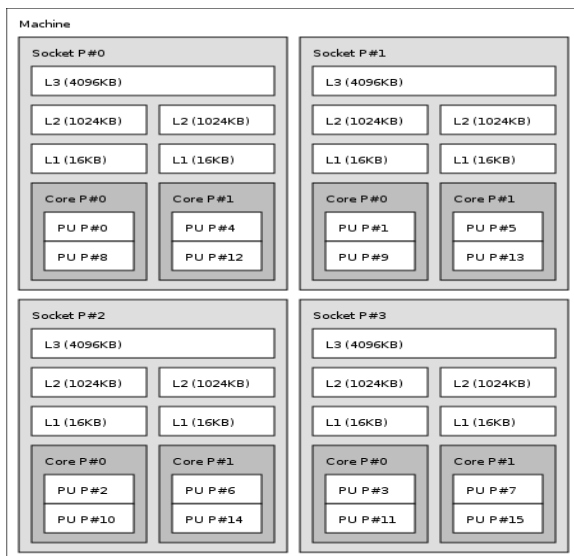 Machine
Socket P#0
L3 (4096KB)
L2 (1024KB) L2 (1024KB)
L1 (16KB) L1 (16KB)
Core P#0 Core P#1
PU P#0 PU P#4
PU P#8 PU P#12
Socket P#1
L3 (4096KB)
L2 (1024KB) L2 (1024KB)
L1 (16KB) L1 (16KB)
Core P#0 Core P#1
PU P#1 PU P#5
PU P#9 PU P#13
Socket P#2
L3 (4096KB)
L2 (1024KB) L2 (1024KB)
L1 (16KB) L1 (16KB)
Core P#0 Core P#1
PU P#2 PU P#6
PU P#10 PU P#14
Socket P#3
L3 (4096KB)
L2 (1024KB) L2 (1024KB)
L1 (16KB) L1 (16KB)
Core P#0 Core P#1
PU P#3 PU P#7
PU P#11 PU P#15